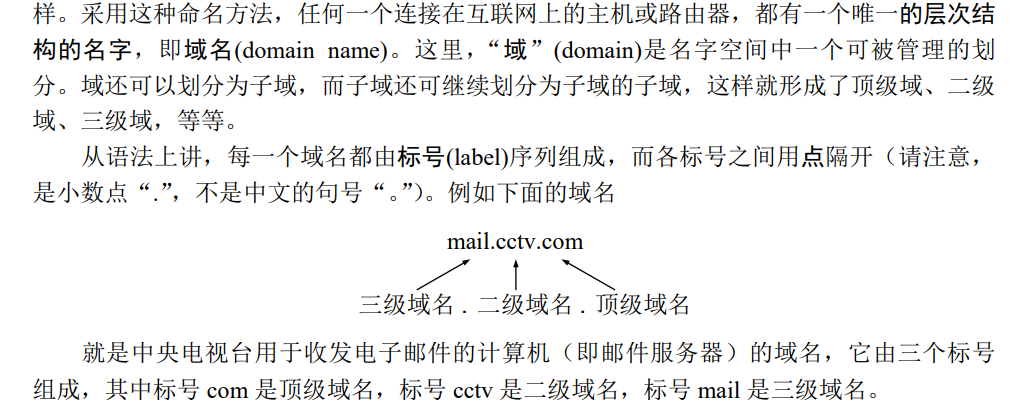 样。采用这种命名方法，任何一个连接在互联网上的主机或路由器，都有一个唯一的层次结
构的名字，即域名(domain name)。这里，“域”(domain)是名字空间中一个可被管理的划
分。域还可以划分为子域，而子域还可继续划分为子域的子域，这样就形成了顶级域、二级
域、三级域，等等。
从语法上讲，每一个域名都由标号(label)序列组成，而各标号之间用点隔开（请注意，
是小数点“.”，不是中文的句号“。”）。例如下面的域名
mail.cctv.com
三级域名 . 二级域名 . 顶级域名
就是中央电视台用于收发电子邮件的计算机（即邮件服务器）的域名，它由三个标号
组成，其中标号 com 是顶级域名，标号 cctv 是二级域名，标号 mail 是三级域名。